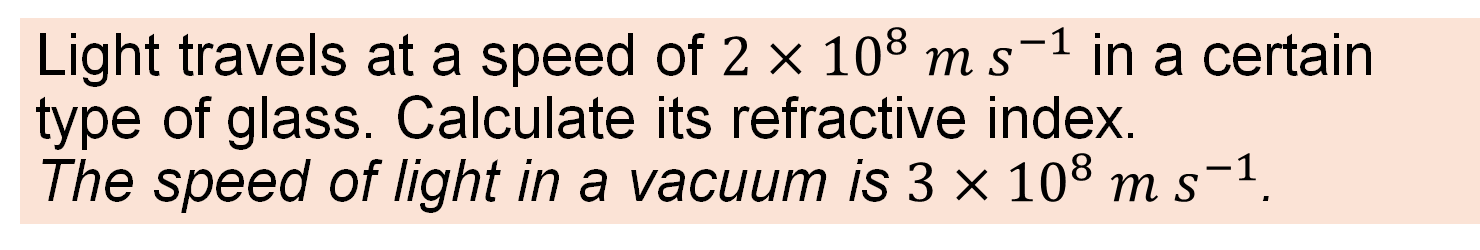 Light travels at a speed of 2 × 10⁸ m s⁻¹ in a certain
type of glass. Calculate its refractive index.
The speed of light in a vacuum is 3 × 10⁸ m s⁻¹.